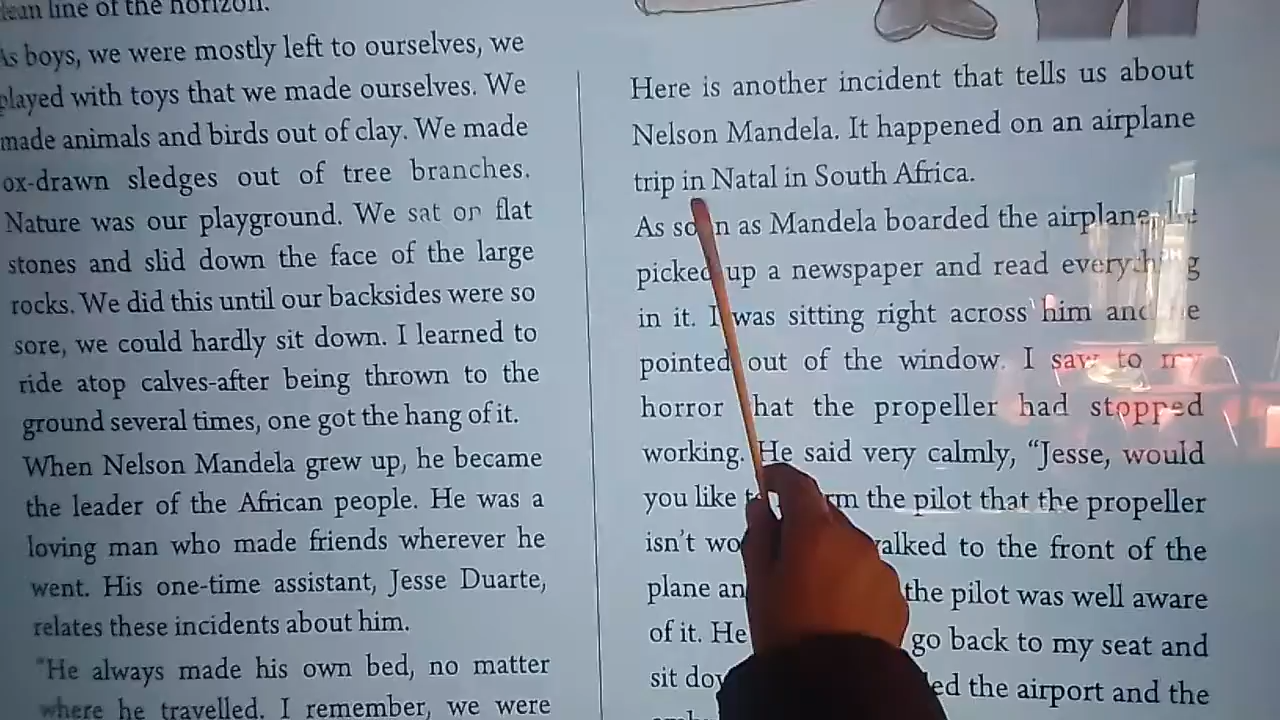 lean line of the horizon.
As boys, we were mostly left to ourselves, we
played with toys that we made ourselves. We
made animals and birds out of clay. We made
ox-drawn sledges out of tree branches.
Nature was our playground. We sat on flat
stones and slid down the face of the large
rocks. We did this until our backsides were so
sore, we could hardly sit down. I learned to
ride atop calves-after being thrown to the
ground several times, one got the hang of it.
When Nelson Mandela grew up, he became
the leader of the African people. He was a
loving man who made friends wherever he
went. His one-time assistant, Jesse Duarte,
relates these incidents about him.
"He always made his own bed, no matter
where he travelled. I remember, we were
Here is another incident that tells us about
Nelson Mandela. It happened on an airplane
trip in Natal in South Africa.
As soon as Mandela boarded the airplane, he
picked up a newspaper and read everything
in it. I was sitting right across him and he
pointed out of the window. I saw to my
horror that the propeller had stopped
working. He said very calmly, "Jesse, would
you like the pilot that the propeller
isn't walked to the front of the
plane the pilot was well aware
of it. He go back to my seat and
sit the airport and the